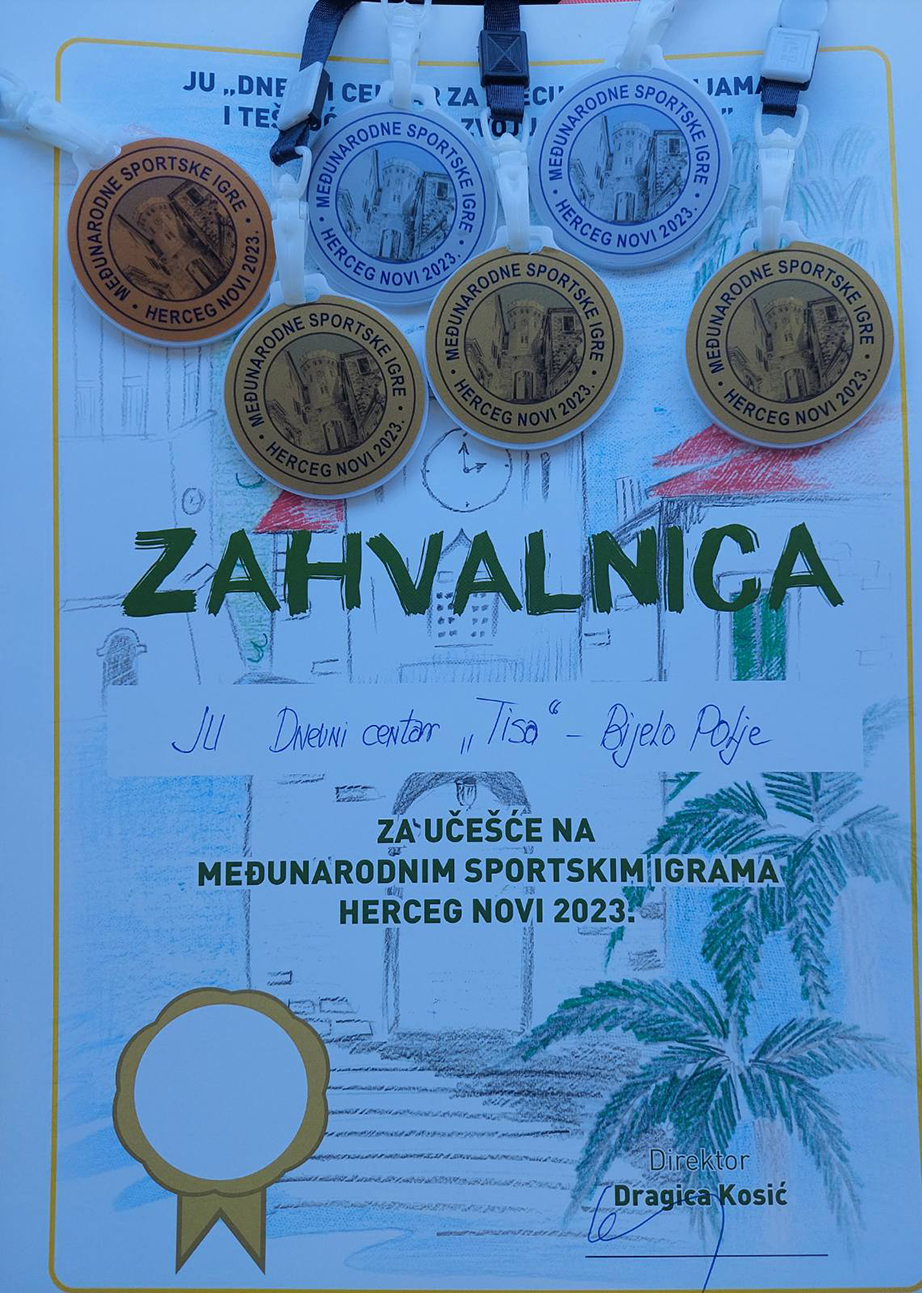 JU „DNE I CE ZA
I TEŠ
MEĐUNARODNE SPORTSKE IGRE
HERCEG NOVI 2023.
MEĐUNARODNE SPORTSKE IGRE
HERCEG NOVI 2023.
MEĐUNARODNE SPORTSKE IGRE
HERCEG NOVI 2023.
MEĐUNARODNE SPORTSKE IGRE
HERCEG NOVI 2023.
MEĐUNARODNE SPORTSKE IGRE
HERCEG NOVI 2023.
MEĐUNARODNE SPORTSKE IGRE
HERCEG NOVI 2023.
ZAHVALNICA
JU Dnevni centar „Tisa“ – Bijelo Polje
ZA UČEŠĆE NA
MEĐUNARODNIM SPORTSKIM IGRAMA
HERCEG NOVI 2023.
Direktor
Dragica Kosić